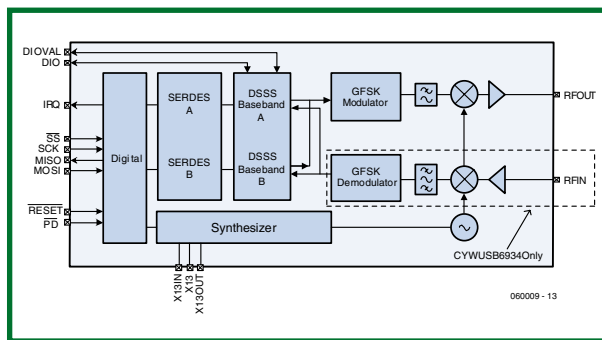 DIOVAL
DIO
IRQ
SS
SCK
MISO
MOSI
RESET
PD
Digital
SERDES
A
SERDES
B
DSSS
Baseband
A
DSSS
Baseband
B
GFSK
Modulator
GFSK
Demodulator
Synthesizer
RFOUT
RFIN
CYWUSB6934Only
X13IN
X13
X13OUT
060009 - 13